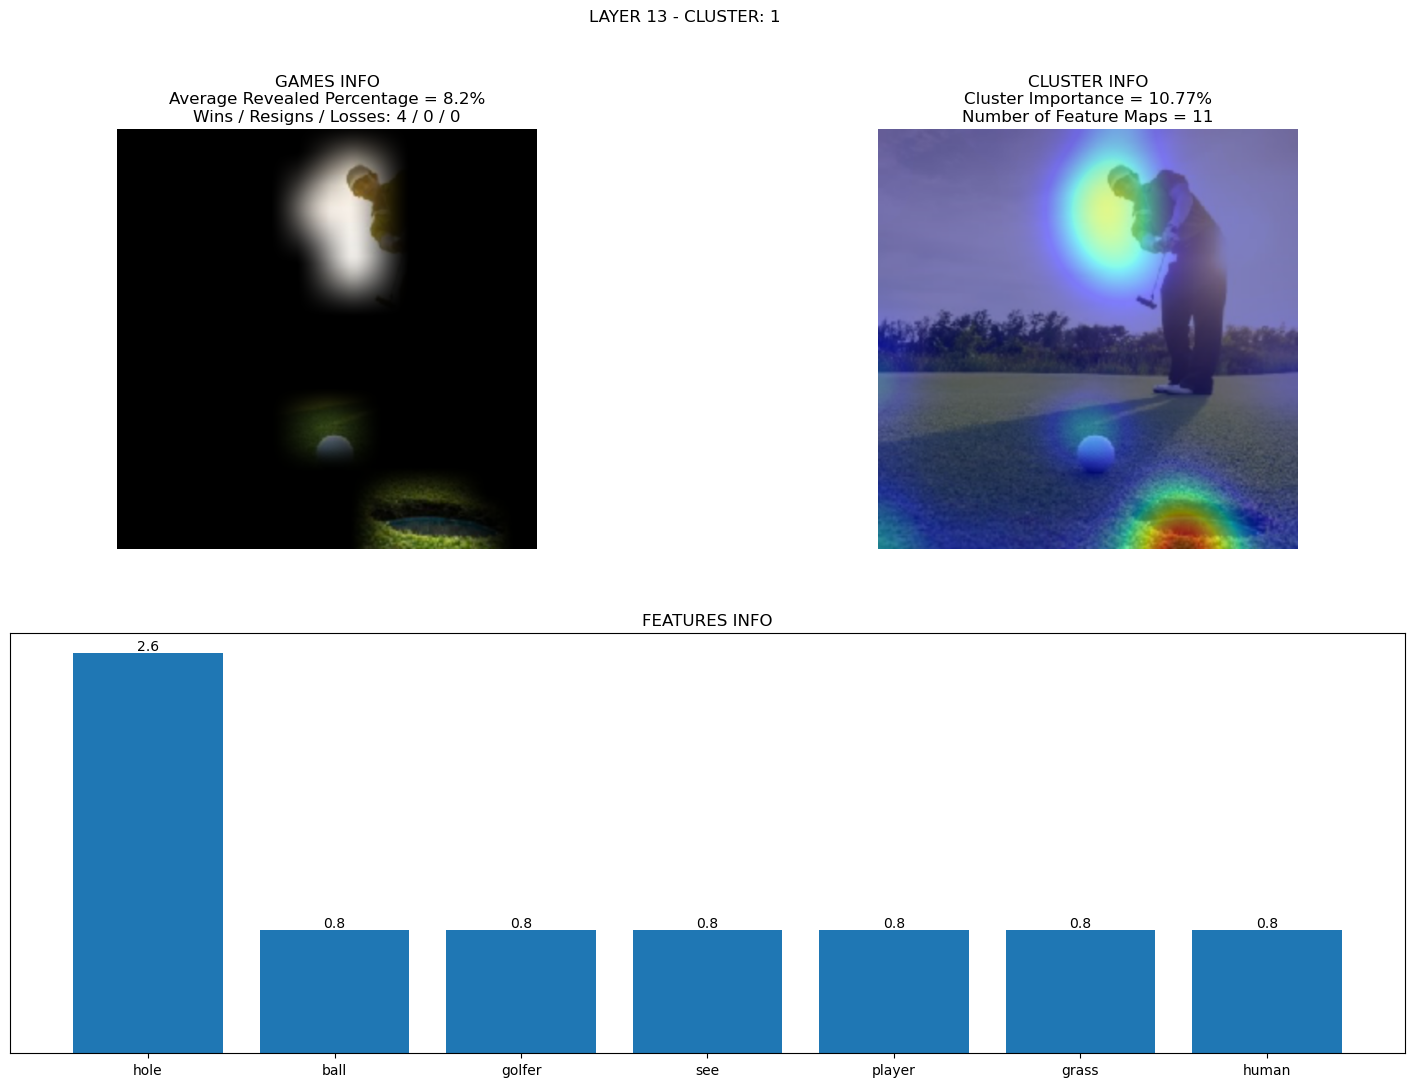 LAYER 13 - CLUSTER: 1
GAMES INFO
Average Revealed Percentage = 8.2%
Wins / Resigns / Losses: 4 / 0 / 0
CLUSTER INFO
Cluster Importance = 10.77%
Number of Feature Maps = 11
FEATURES INFO
2.6
0.8
0.8
0.8
0.8
0.8
0.8
hole
ball
golfer
see
player
grass
human